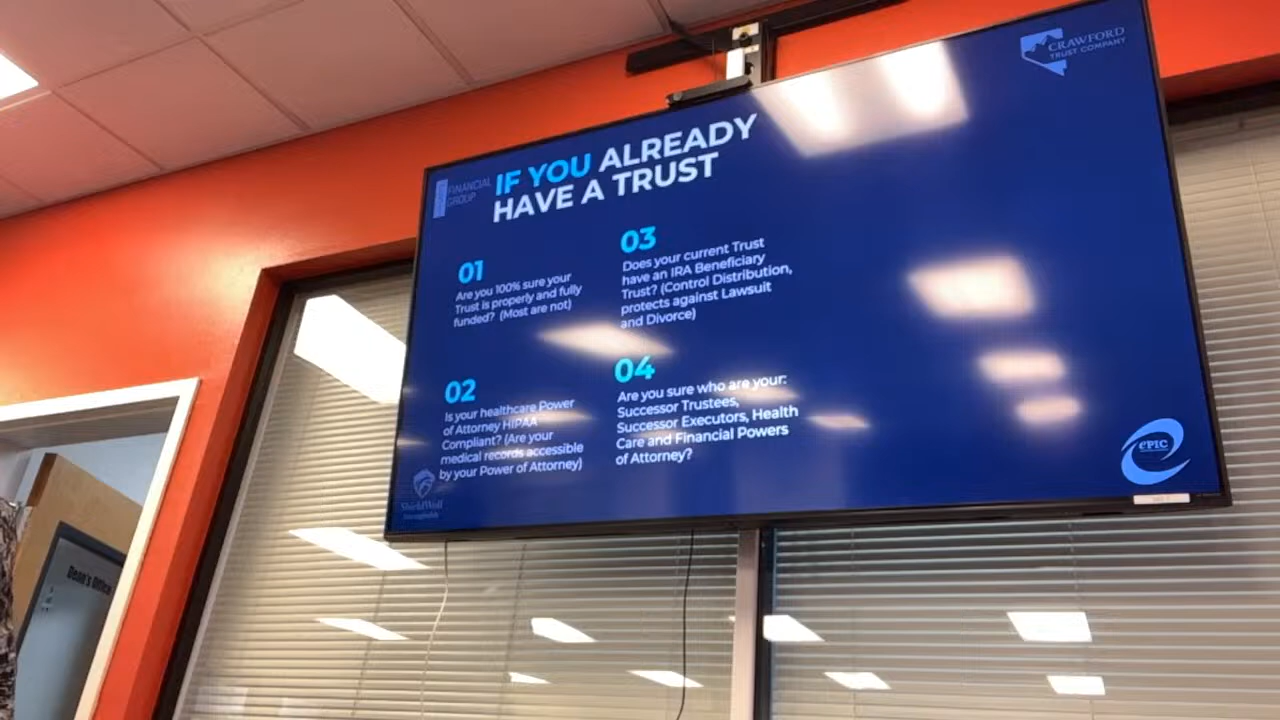 CRAWFORD
TRUST COMPANY
FINANCIAL
GROUP
IF YOU ALREADY
HAVE A TRUST
01
Are you 100% sure your
Trust is properly and fully
funded? (Most are not)
02
Is your healthcare Power
of Attorney HIPAA
Compliant? (Are your
medical records accessible
by your Power of Attorney)
03
Does your current Trust
have an IRA Beneficiary
Trust? (Control Distribution,
protects against Lawsuit
and Divorce)
04
Are you sure who are your:
Successor Trustees,
Successor Executors, Health
Care and Financial Powers
of Attorney?
ShieldWolf
ePIC
Dean's Office